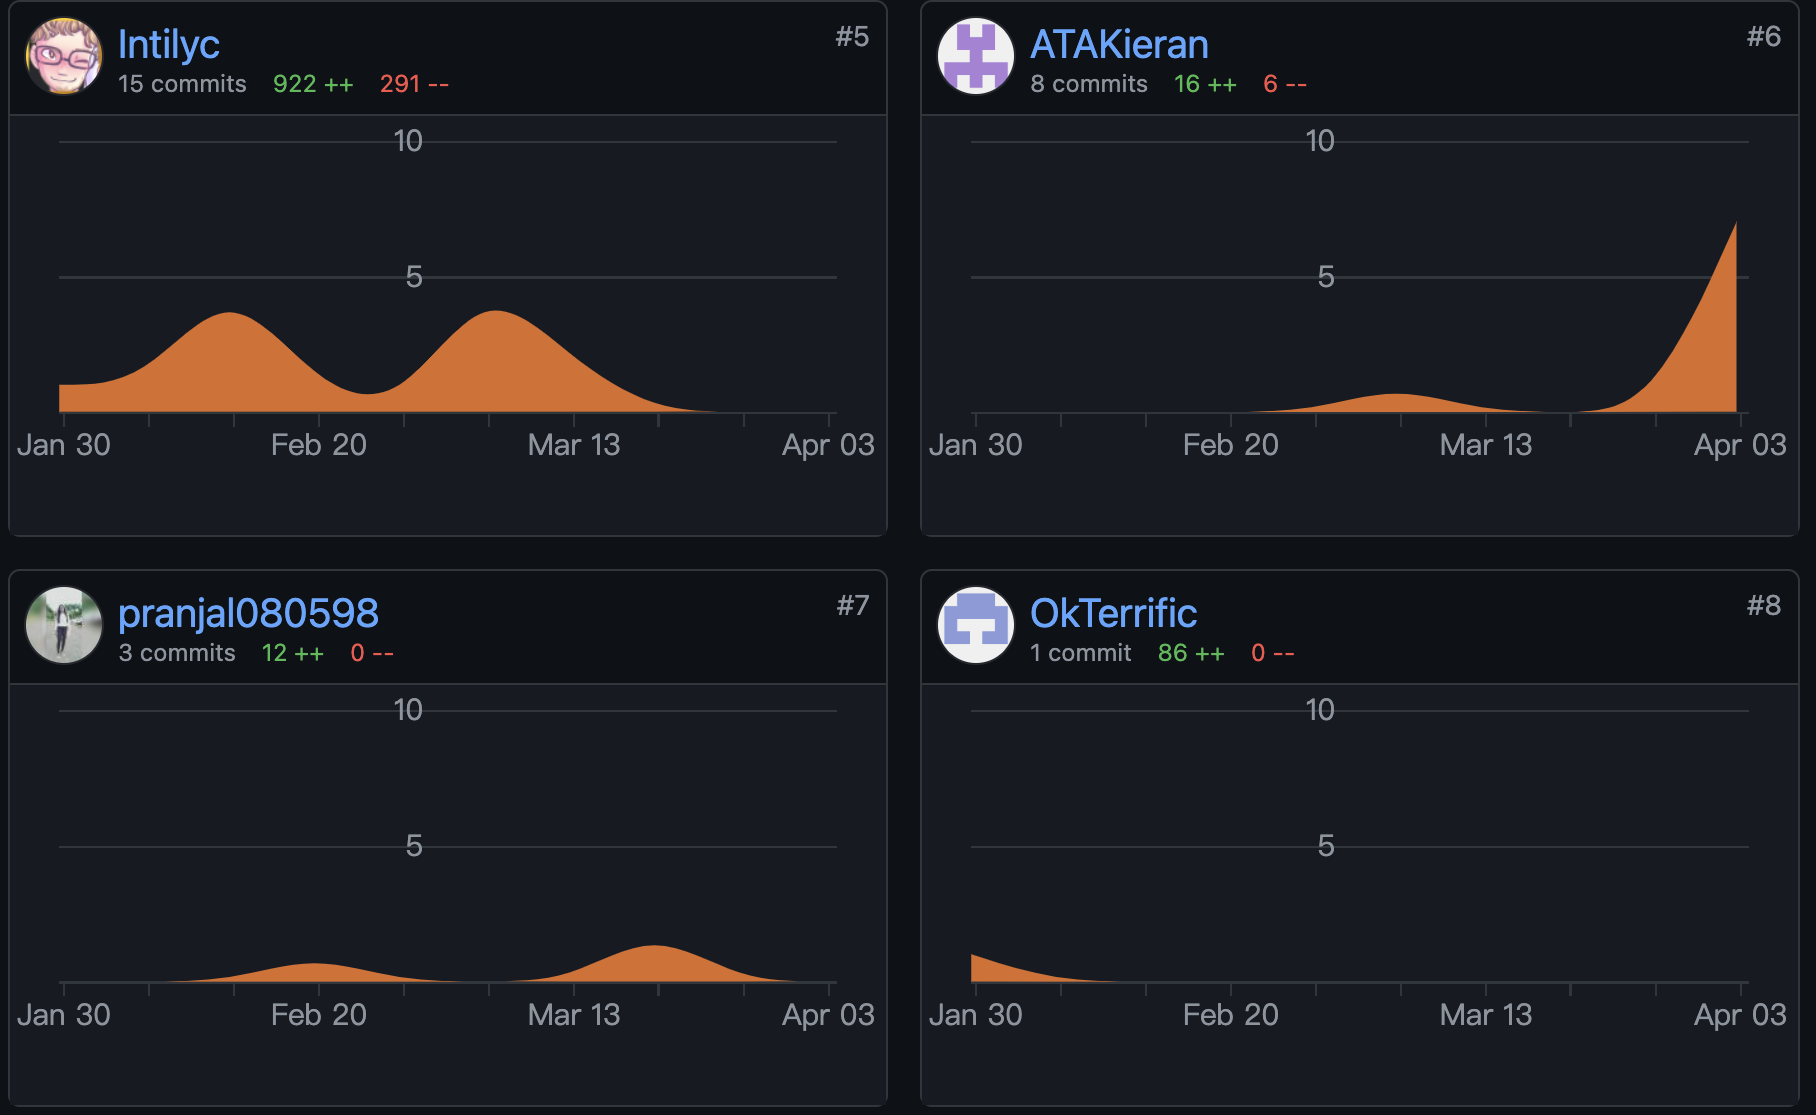 Intilyc
#5
15 commits 922 ++ 291 --
10
5
Jan 30 Feb 20 Mar 13 Apr 03
ATAKieran
#6
8 commits 16 ++ 6 --
10
5
Jan 30 Feb 20 Mar 13 Apr 03
pranjal080598
#7
3 commits 12 ++ 0 --
10
5
Jan 30 Feb 20 Mar 13 Apr 03
OkTerrific
#8
1 commit 86 ++ 0 --
10
5
Jan 30 Feb 20 Mar 13 Apr 03